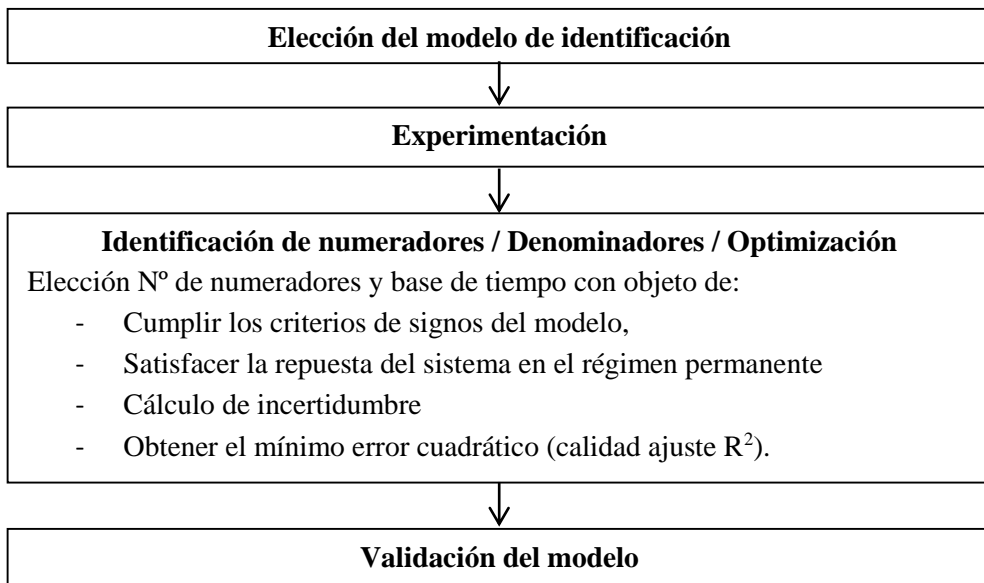 Elección del modelo de identificación
Experimentación
Identificación de numeradores / Denominadores / Optimización
Elección Nº de numeradores y base de tiempo con objeto de:
- Cumplir los criterios de signos del modelo,
- Satisfacer la repuesta del sistema en el régimen permanente
- Cálculo de incertidumbre
- Obtener el mínimo error cuadrático (calidad ajuste R²).
Validación del modelo